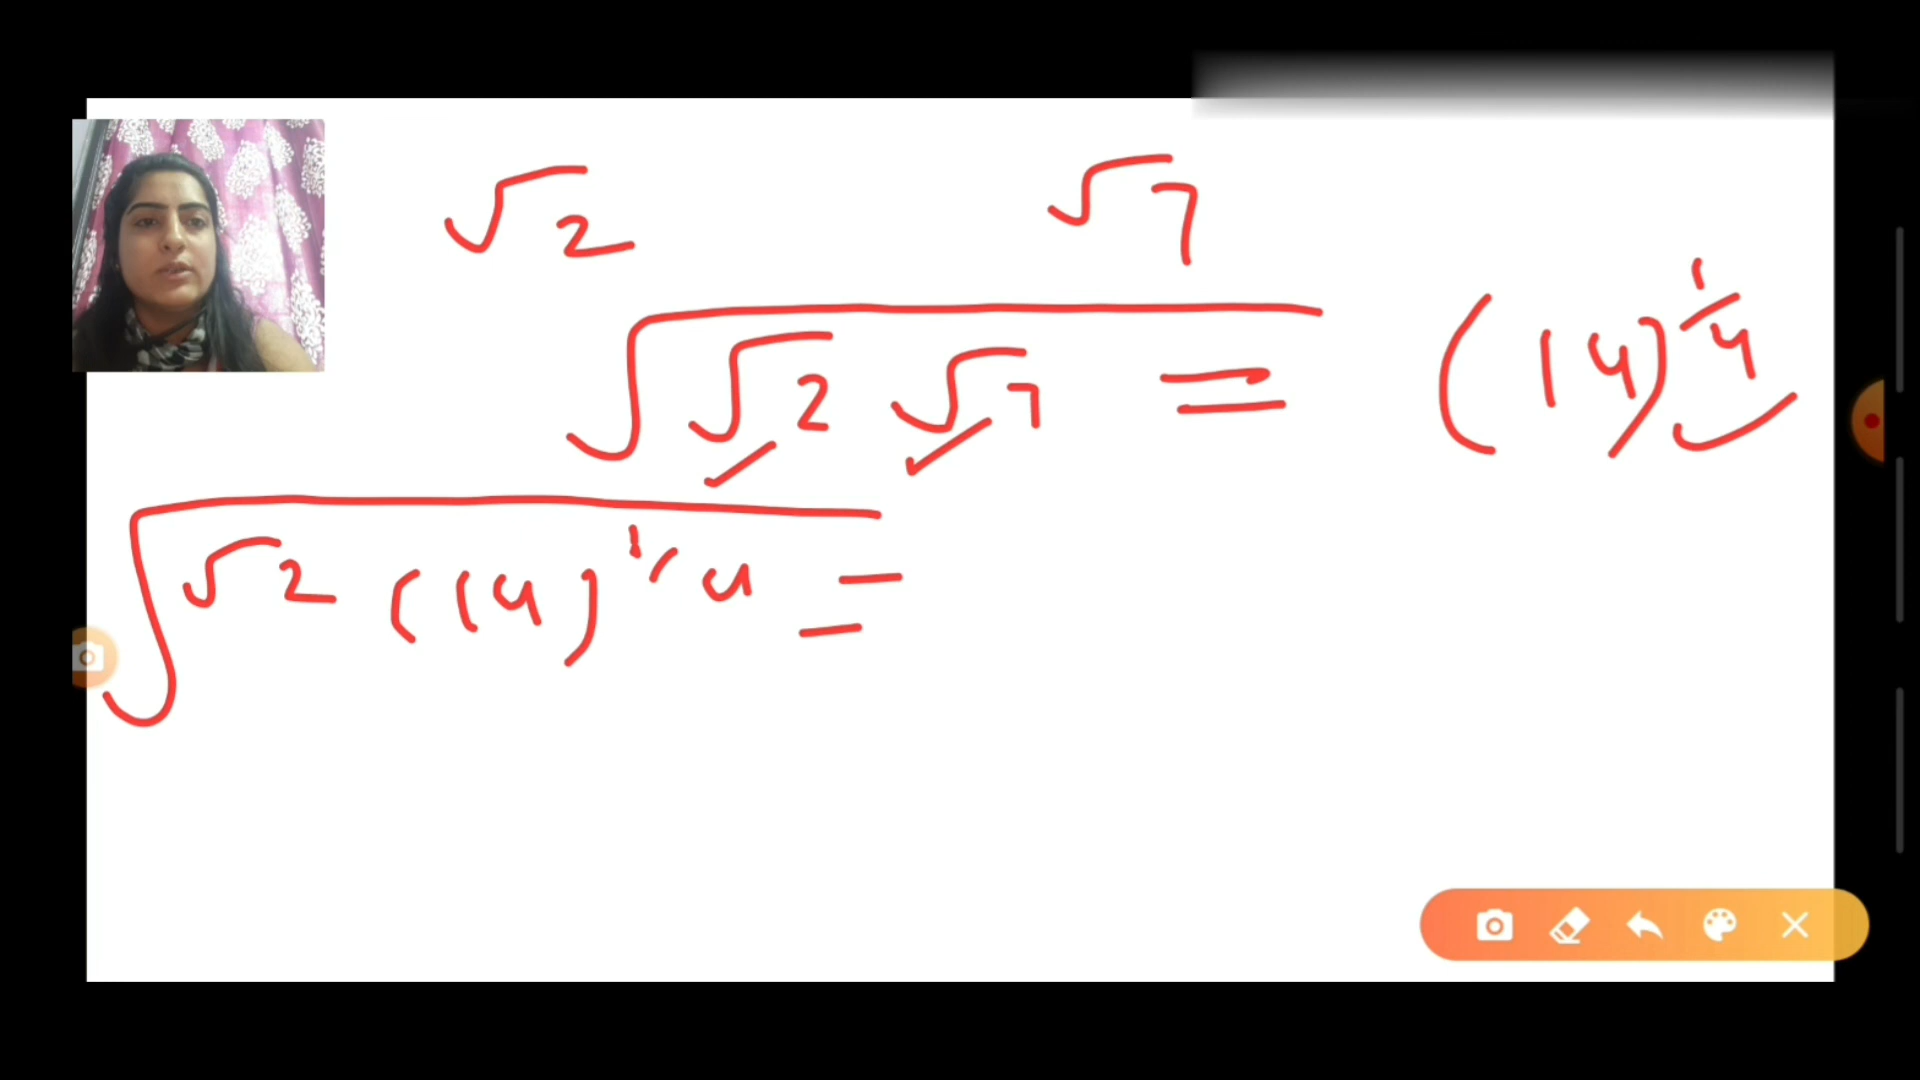 √2 √7
√(√2 √7) = (14)^1/4
√(√2 (14)^1/4) =